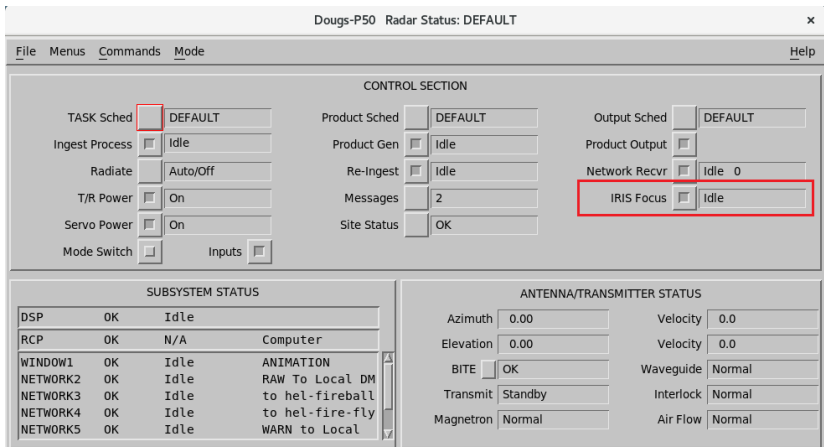 Dougs-P50 Radar Status: DEFAULT ×
File Menus Commands Mode Help
CONTROL SECTION
TASK Sched DEFAULT Product Sched DEFAULT Output Sched DEFAULT
Ingest Process Idle Product Gen Idle Product Output
Radiate Auto/Off Re-Ingest Idle Network Recvr Idle 0
T/R Power On Messages 2 IRIS Focus Idle
Servo Power On Site Status OK
Mode Switch Inputs
SUBSYSTEM STATUS
DSP OK Idle
RCP OK N/A Computer
WINDOW1 OK Idle ANIMATION
NETWORK2 OK Idle RAW To Local DM
NETWORK3 OK Idle to hel-fireball
NETWORK4 OK Idle to hel-fire-fly
NETWORK5 OK Idle WARN to Local
ANTENNA/TRANSMITTER STATUS
Azimuth 0.00 Velocity 0.0
Elevation 0.00 Velocity 0.0
BITE OK Waveguide Normal
Transmit Standby Interlock Normal
Magnetron Normal Air Flow Normal